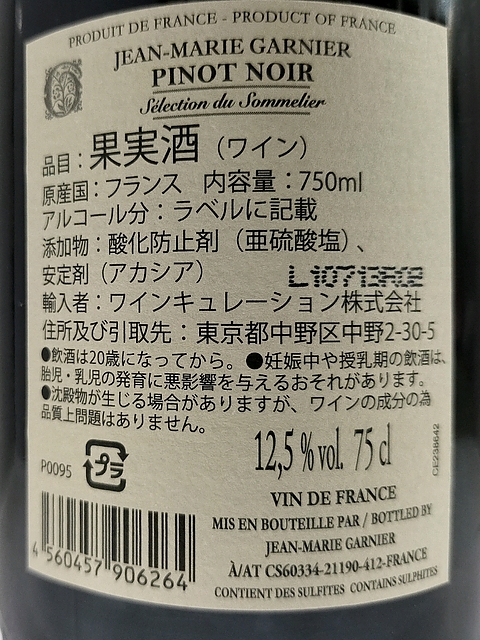 PRODUIT DE FRANCE - PRODUCT OF FRANCE
JEAN-MARIE GARNIER
PINOT NOIR
Sélection du Sommelier
品目：果実酒（ワイン）
原産国：フランス 内容量：750ml
アルコール分：ラベルに記載
添加物：酸化防止剤（亜硫酸塩）、
安定剤（アカシア）
L10713R02
輸入者：ワインキュレーション株式会社
住所及び引取先：東京都中野区中野2-30-5
●飲酒は20歳になってから。●妊娠中や授乳期の飲酒は、
胎児・乳児の発育に悪影響を与えるおそれがあります。
●沈殿物が生じる場合がありますが、ワインの成分の為
品質上問題はありません。
12,5 % vol. 75 cl
CE238642
P0095
プラ
VIN DE FRANCE
MIS EN BOUTEILLE PAR / BOTTLED BY
JEAN-MARIE GARNIER
À/AT CS60334-21190-412-FRANCE
CONTIENT DES SULFITES CONTAINS SULPHITES
4 560457 906264